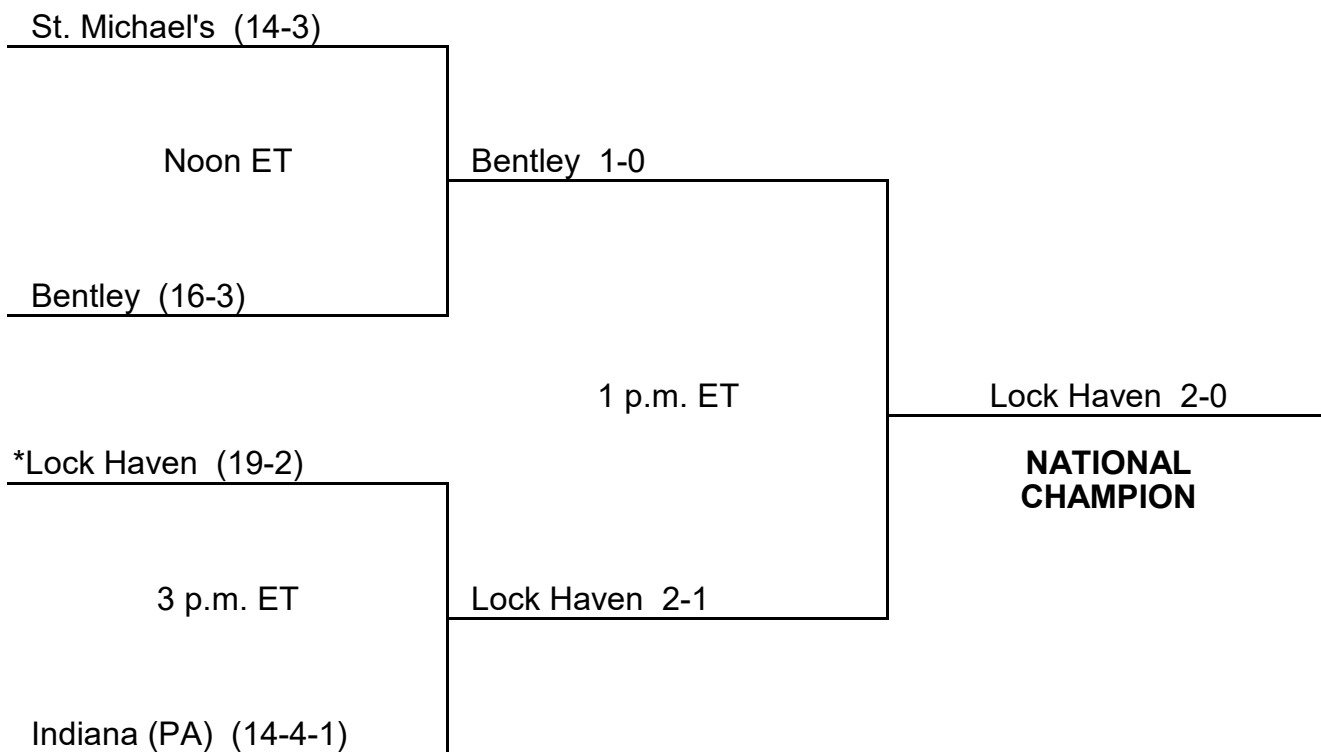 St. Michael's (14-3)
Noon ET
Bentley 1-0
Bentley (16-3)
1 p.m. ET
Lock Haven 2-0
*Lock Haven (19-2)
NATIONAL
CHAMPION
3 p.m. ET
Lock Haven 2-1
Indiana (PA) (14-4-1)